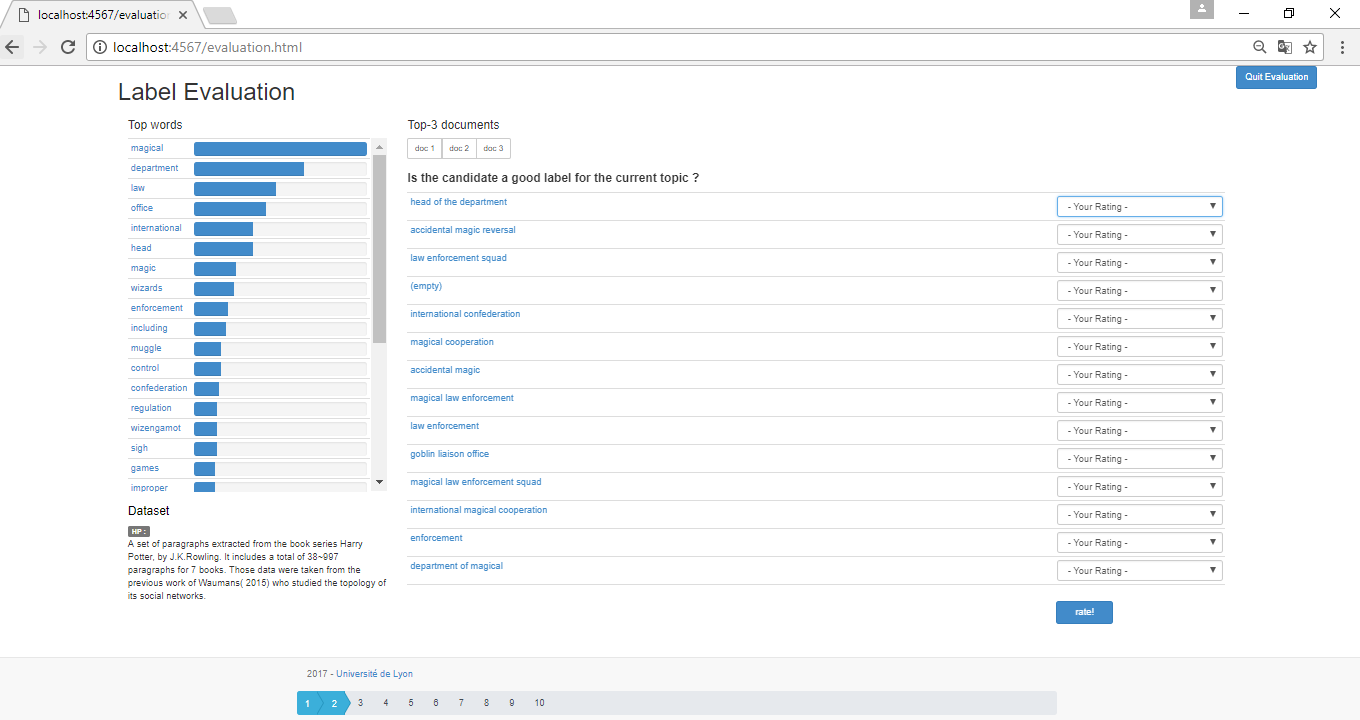 localhost:4567/evaluation
localhost:4567/evaluation.html
Quit Evaluation
Label Evaluation
Top words
magical
department
law
office
international
head
magic
wizards
enforcement
including
muggle
control
confederation
regulation
wizengamot
sigh
games
improper
Dataset
HP :
A set of paragraphs extracted from the book series Harry
Potter, by J.K.Rowling. It includes a total of 38~997
paragraphs for 7 books. Those data were taken from the
previous work of Waumans( 2015) who studied the topology of
its social networks.
Top-3 documents
doc 1 doc 2 doc 3
Is the candidate a good label for the current topic ?
head of the department - Your Rating -
accidental magic reversal - Your Rating -
law enforcement squad - Your Rating -
(empty) - Your Rating -
international confederation - Your Rating -
magical cooperation - Your Rating -
accidental magic - Your Rating -
magical law enforcement - Your Rating -
law enforcement - Your Rating -
goblin liaison office - Your Rating -
magical law enforcement squad - Your Rating -
international magical cooperation - Your Rating -
enforcement - Your Rating -
department of magical - Your Rating -
rate!
2017 - Université de Lyon
1 2 3 4 5 6 7 8 9 10